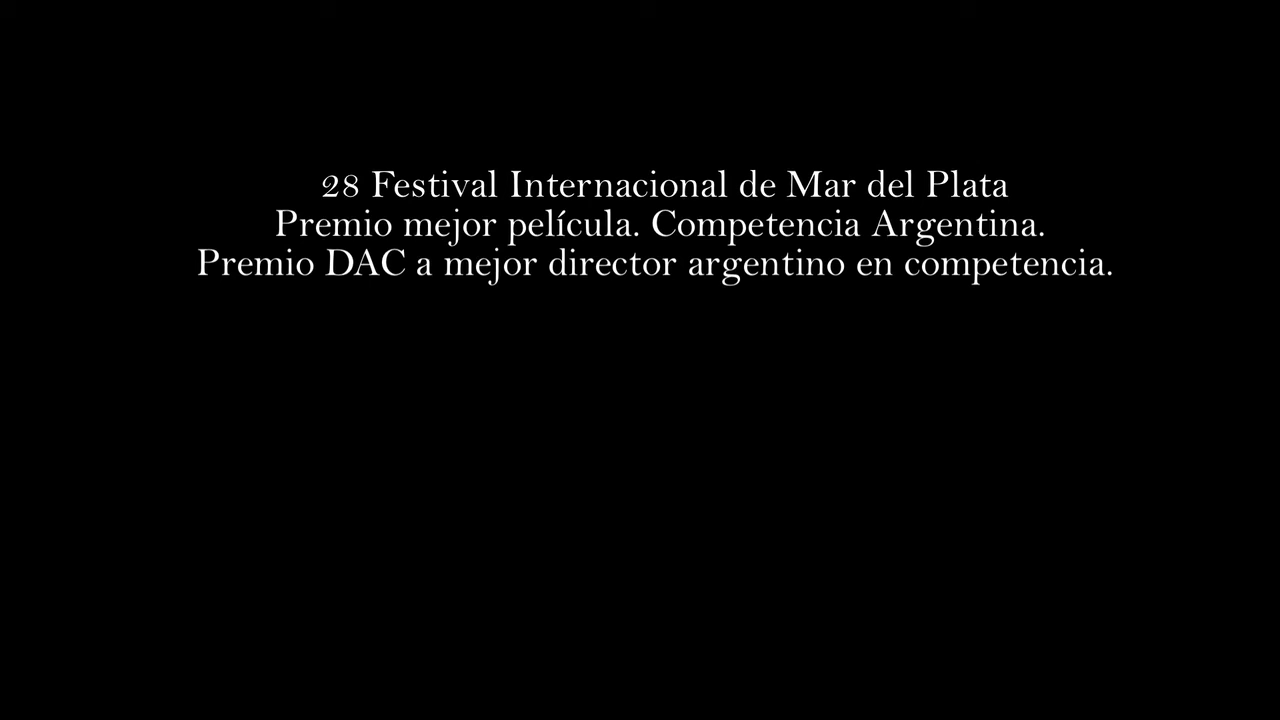 28 Festival Internacional de Mar del Plata
Premio mejor película. Competencia Argentina.
Premio DAC a mejor director argentino en competencia.